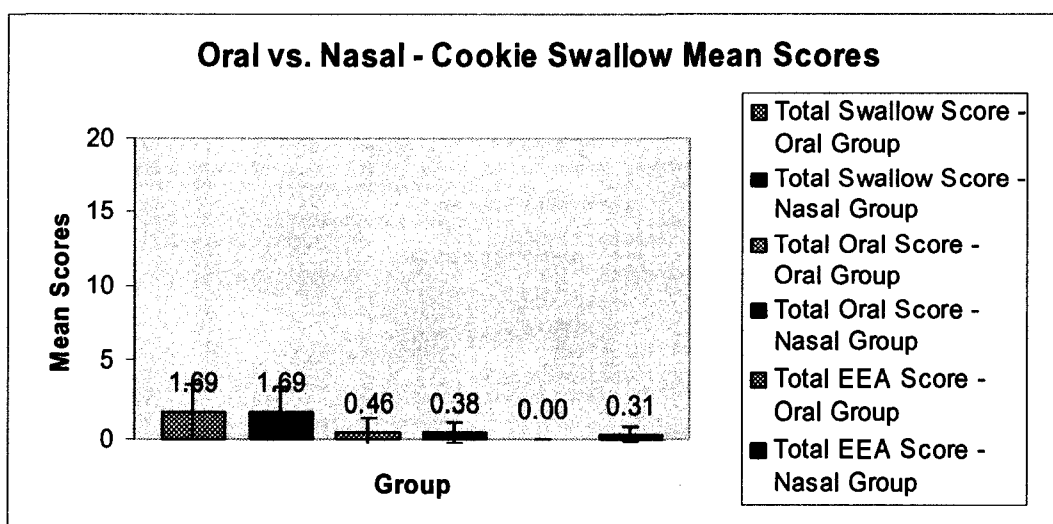 Oral vs. Nasal - Cookie Swallow Mean Scores
Mean Scores
20
15
10
5
0
1.69
1.69
0.46
0.38
0.00
0.31
Group
Total Swallow Score -
Oral Group
Total Swallow Score -
Nasal Group
Total Oral Score -
Oral Group
Total Oral Score -
Nasal Group
Total EEA Score -
Oral Group
Total EEA Score -
Nasal Group